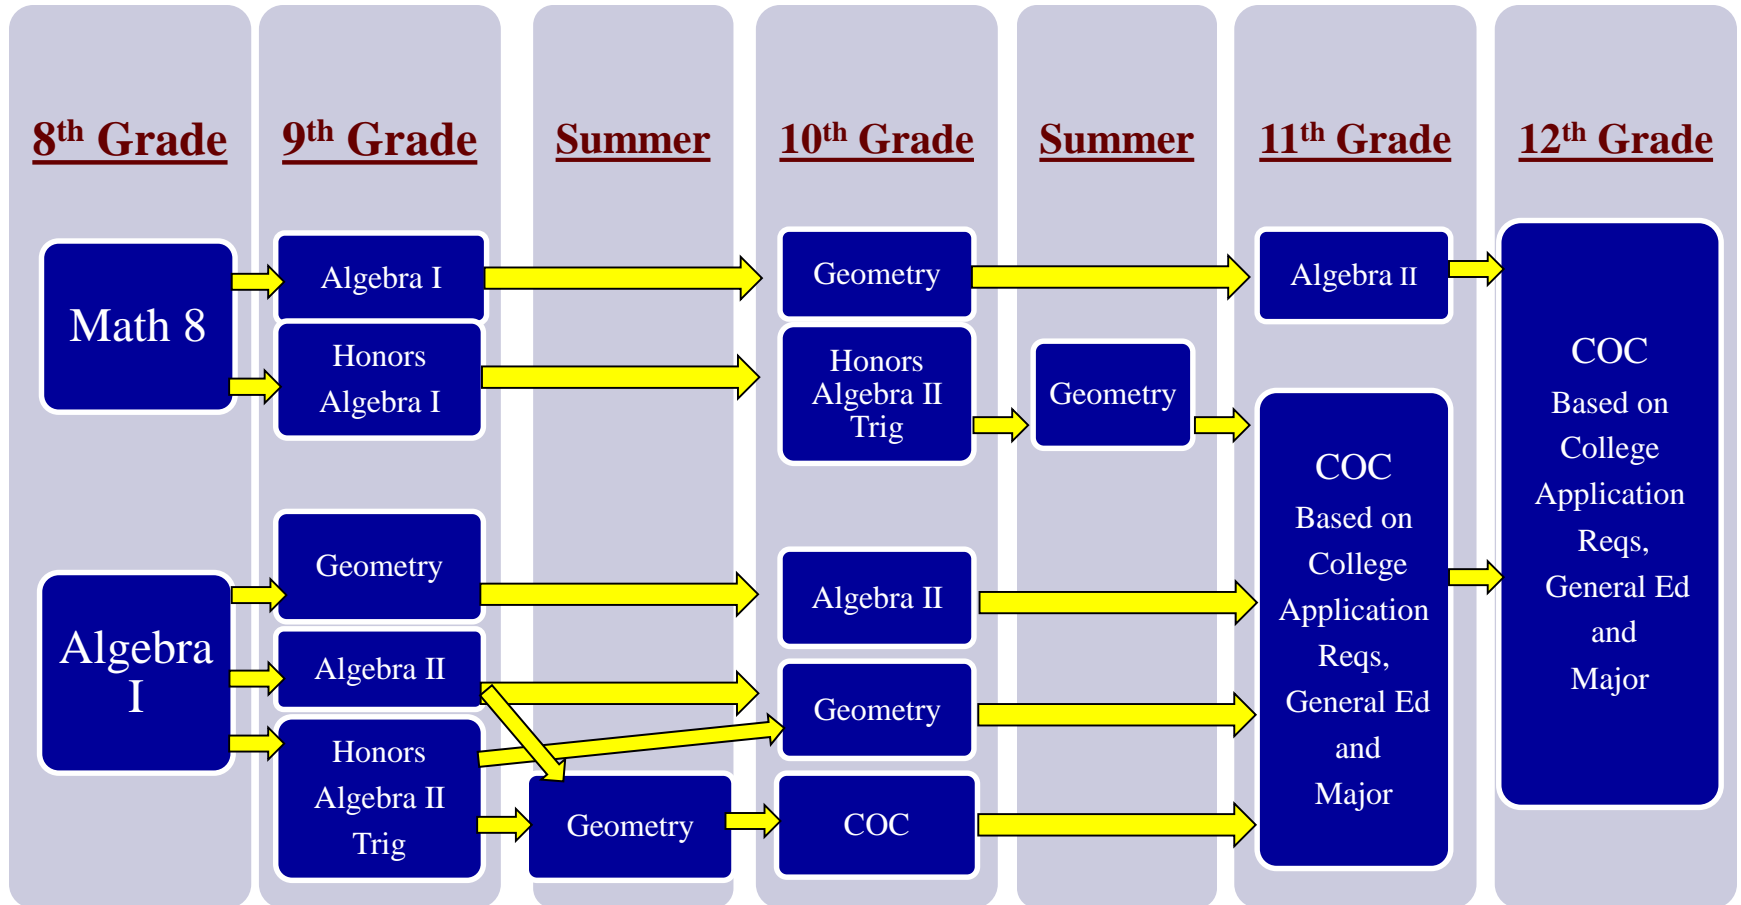 8th Grade
9th Grade
Summer
10th Grade
Summer
11th Grade
12th Grade
Math 8
Algebra I
Honors
Algebra I
Geometry
Honors
Algebra II
Trig
Geometry
Algebra II
Algebra
I
Geometry
Algebra II
Honors
Algebra II
Trig
Geometry
Algebra II
Geometry
COC
COC
Based on
College
Application
Reqs,
General Ed
and
Major
COC
Based on
College
Application
Reqs,
General Ed
and
Major